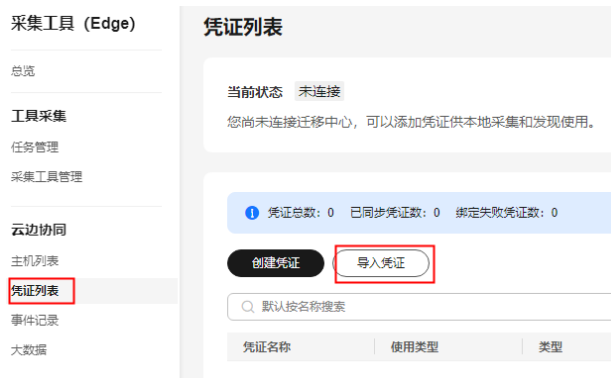 采集工具（Edge）
总览
工具采集
任务管理
采集工具管理
云边协同
主机列表
凭证列表
事件记录
大数据
凭证列表
当前状态 未连接
您尚未连接迁移中心，可以添加凭证供本地采集和发现使用。
凭证总数: 0 已同步凭证数: 0 绑定失败凭证数: 0
创建凭证 导入凭证
默认按名称搜索
凭证名称 使用类型 类型